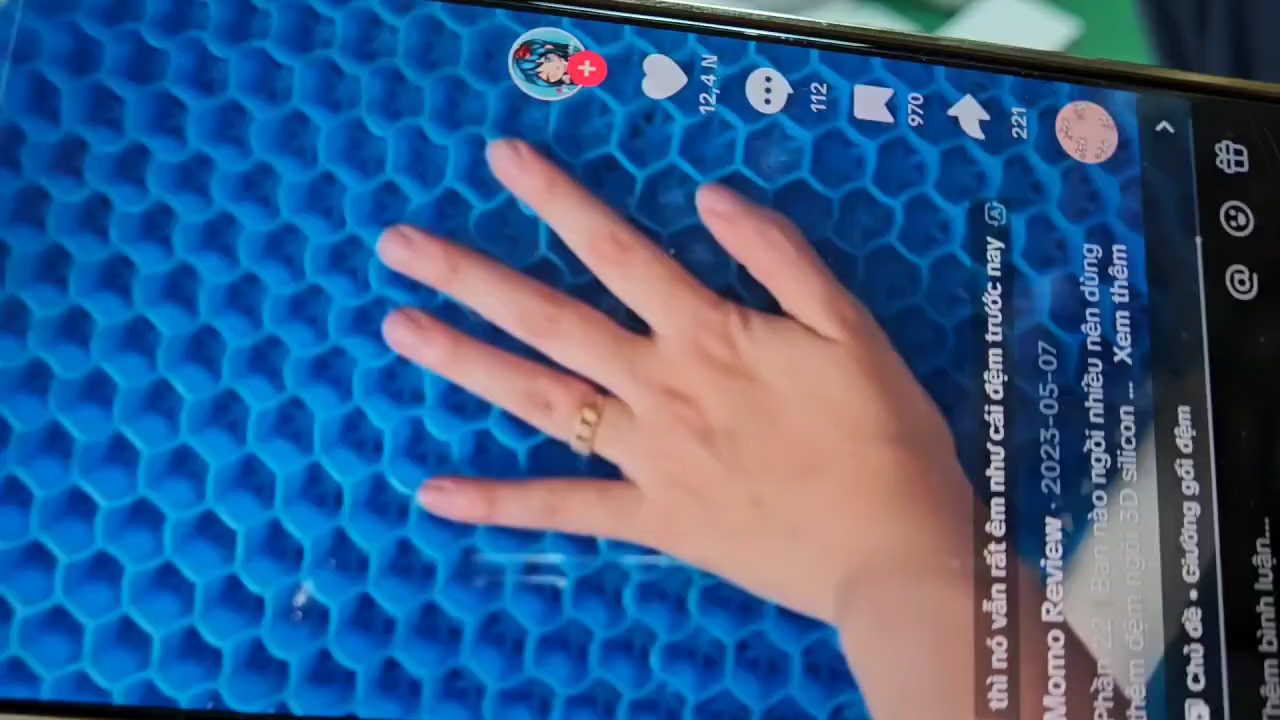 12,4 N
112
970
221
thì nó vẫn rất êm như cái đệm trước nay
Momo Review · 2023-05-07
Phần 22 | Bạn nào ngồi nhiều nên dùng
thêm đệm ngồi 3D silicon ... Xem thêm
Chủ đề • Giường gối đệm
Thêm bình luận...